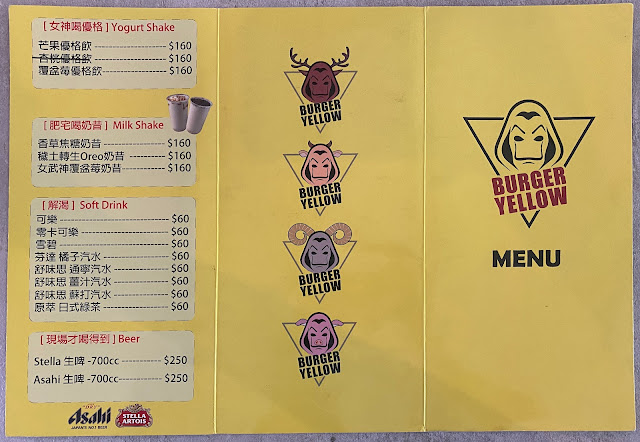 [ 女神喝優格 ] Yogurt Shake
芒果優格飲 ---------------- $160
杏桃優格飲 ---------------- $160
覆盆莓優格飲-------------- $160
[ 肥宅喝奶昔 ] Milk Shake
香草焦糖奶昔 ------------- $160
穢土轉生Oreo奶昔 -------- $160
女武神覆盆莓奶昔--------- $160
[ 解渴 ] Soft Drink
可樂 ---------------------------- $60
零卡可樂 ----------------------- $60
雪碧 ---------------------------- $60
芬達 橘子汽水 ---------------- $60
舒味思 通寧汽水 ------------- $60
舒味思 薑汁汽水 ------------- $60
舒味思 蘇打汽水 ------------- $60
原萃 日式綠茶 ---------------- $60
[ 現場才喝得到 ] Beer
Stella 生啤 -700cc ---------- $250
Asahi 生啤 -700cc----------- $250
Asahi
JAPAN'S NO.1 BEER
STELLA
ARTOIS
BURGER
YELLOW
BURGER
YELLOW
BURGER
YELLOW
BURGER
YELLOW
BURGER
YELLOW
MENU